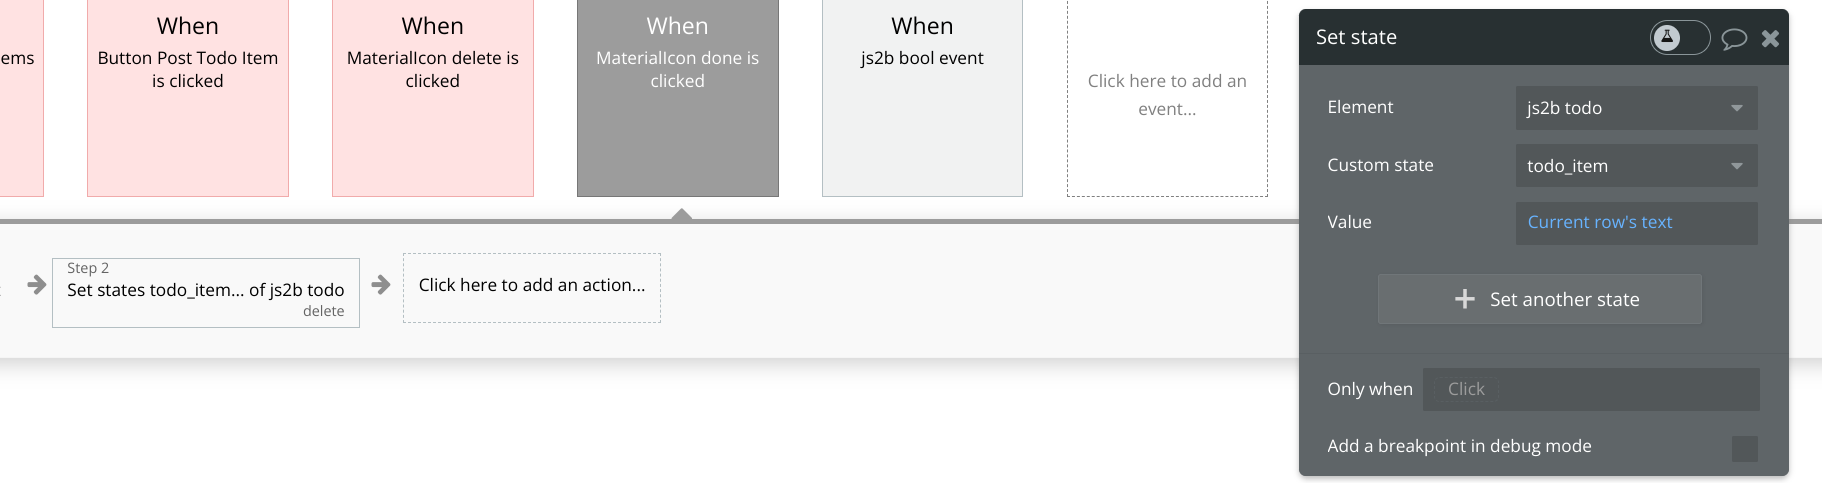 ems
When
Button Post Todo Item
is clicked
When
MaterialIcon delete is
clicked
When
MaterialIcon done is
clicked
When
js2b bool event
Click here to add an
event...
Step 2
Set states todo_item... of js2b todo
delete
Click here to add an action...
Set state
Element
js2b todo
Custom state
todo_item
Value
Current row's text
Set another state
Only when
Click
Add a breakpoint in debug mode